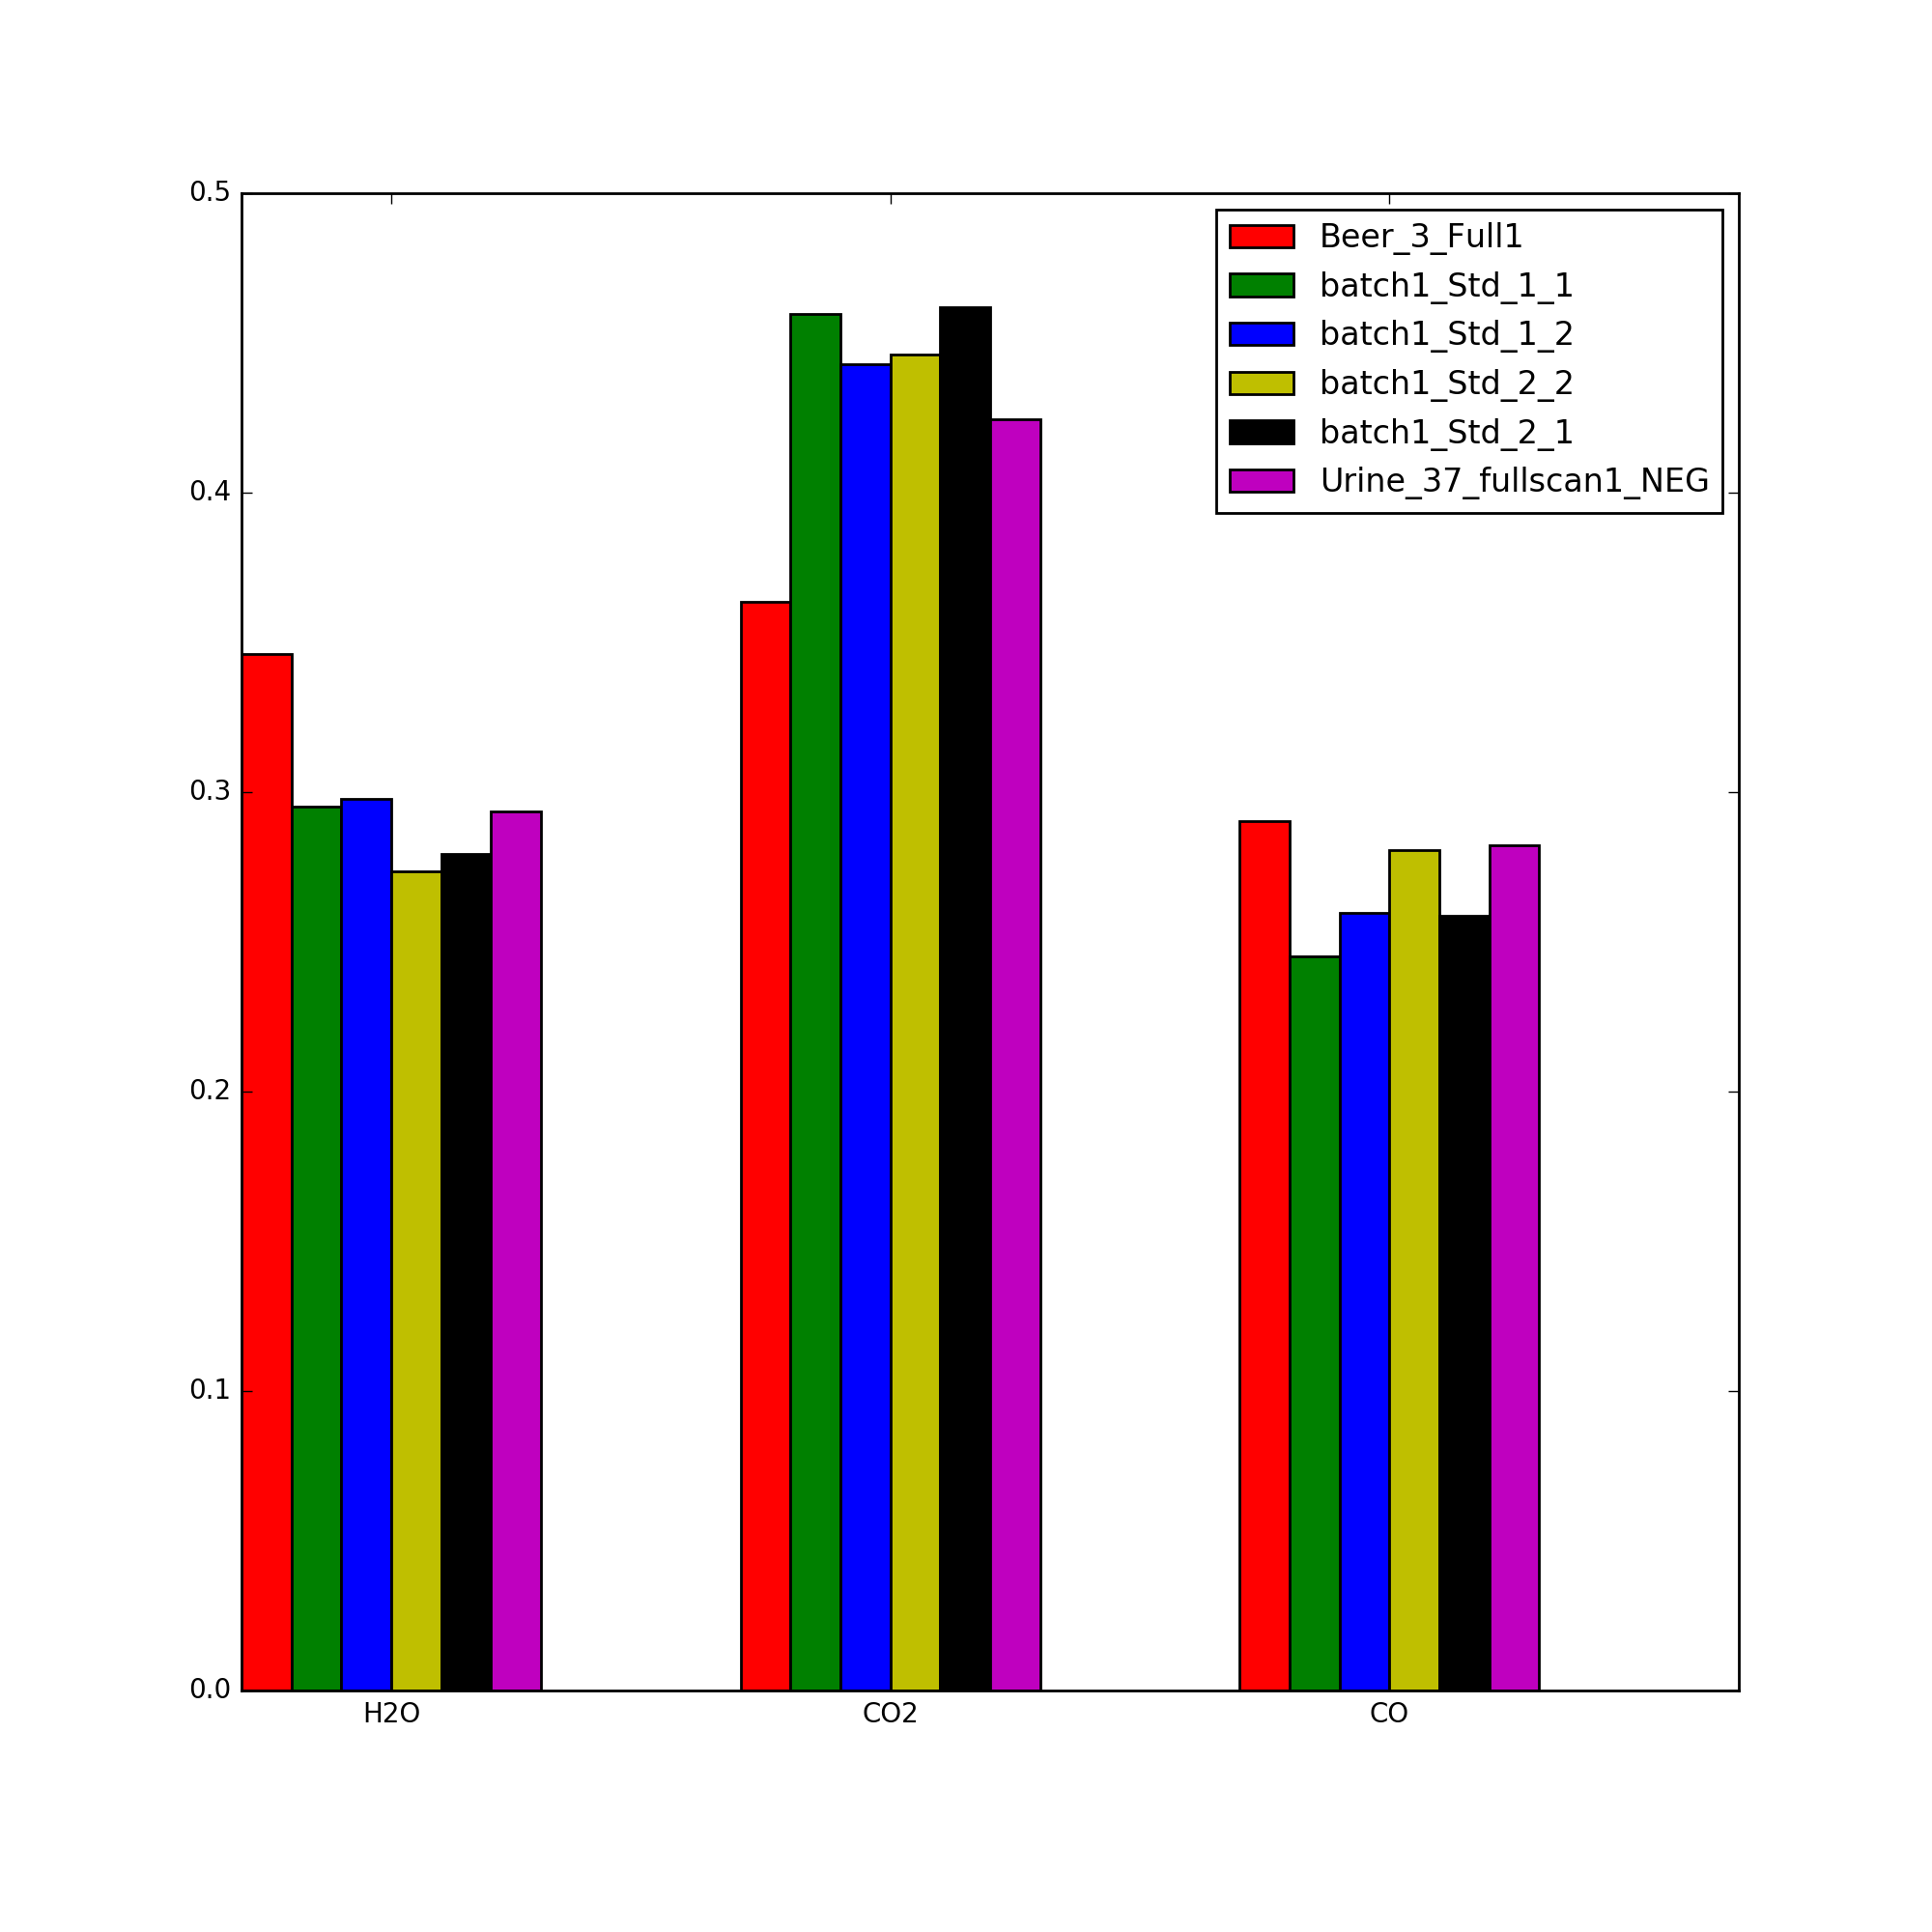 0.5
0.4
0.3
0.2
0.1
0.0
H2O
CO2
CO
Beer_3_Full1
batch1_Std_1_1
batch1_Std_1_2
batch1_Std_2_2
batch1_Std_2_1
Urine_37_fullscan1_NEG